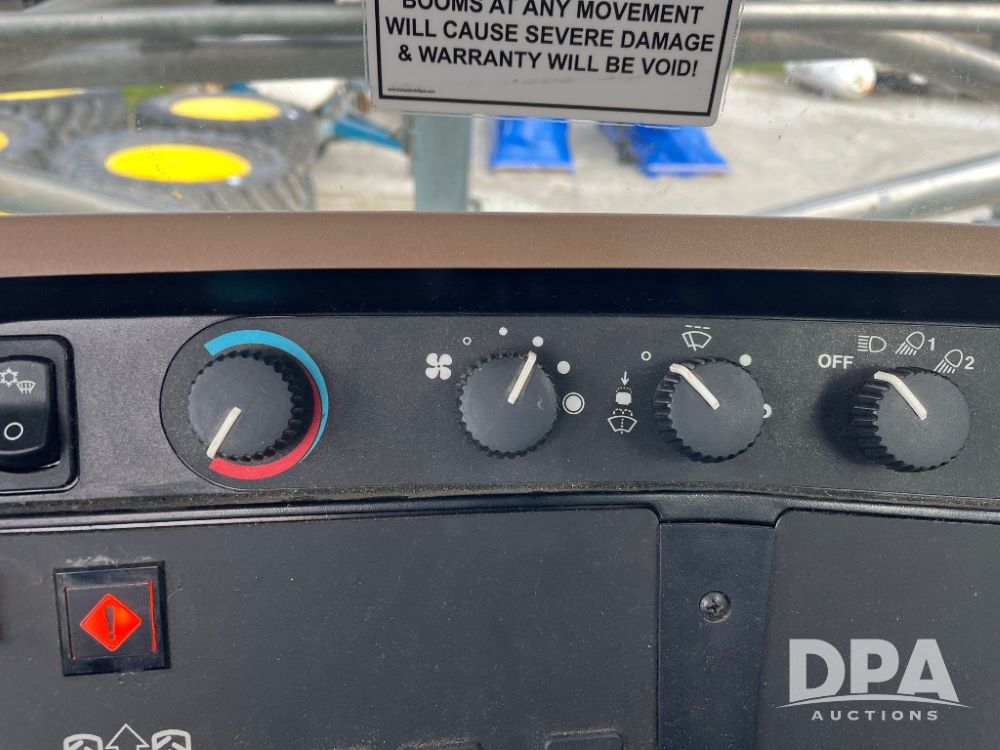 BOOMS AT ANY MOVEMENT
WILL CAUSE SEVERE DAMAGE
& WARRANTY WILL BE VOID!
OFF
1
2
DPA
AUCTIONS